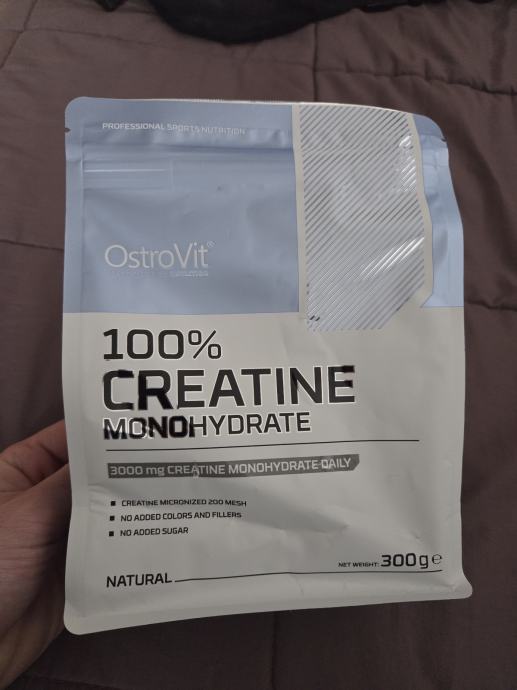 PROFESSIONAL SPORTS NUTRITION
OstroVit®
100%
CREATINE
MONOHYDRATE
3000 mg CREATINE MONOHYDRATE DAILY
■ CREATINE MICRONIZED 200 MESH
■ NO ADDED COLORS AND FILLERS
■ NO ADDED SUGAR
NATURAL
NET WEIGHT: 300 g ℮